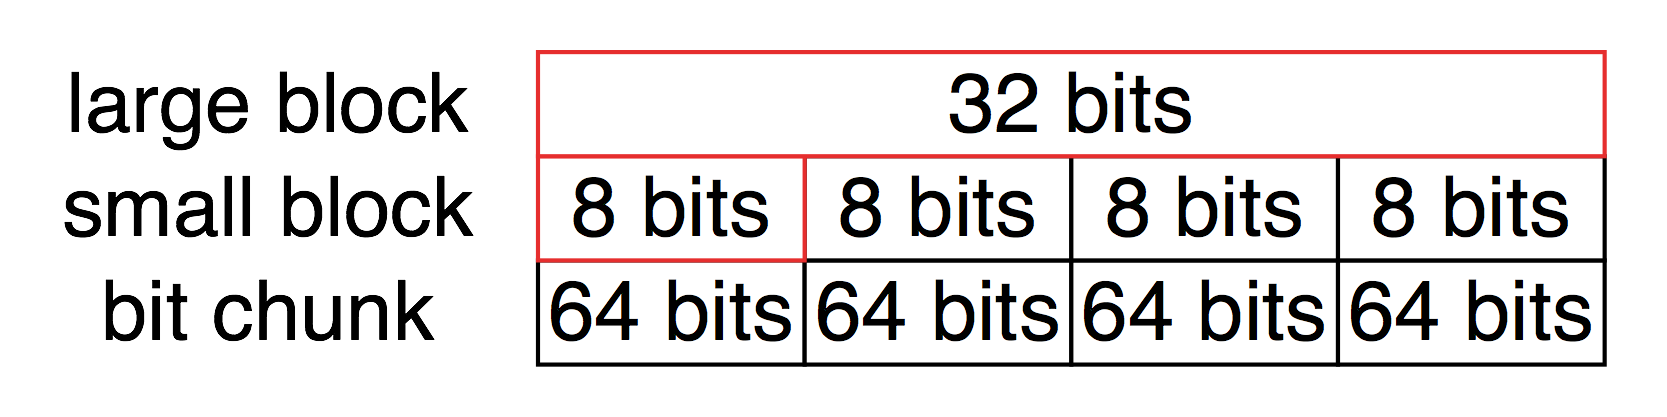 large block 32 bits
small block 8 bits 8 bits 8 bits 8 bits
bit chunk 64 bits 64 bits 64 bits 64 bits